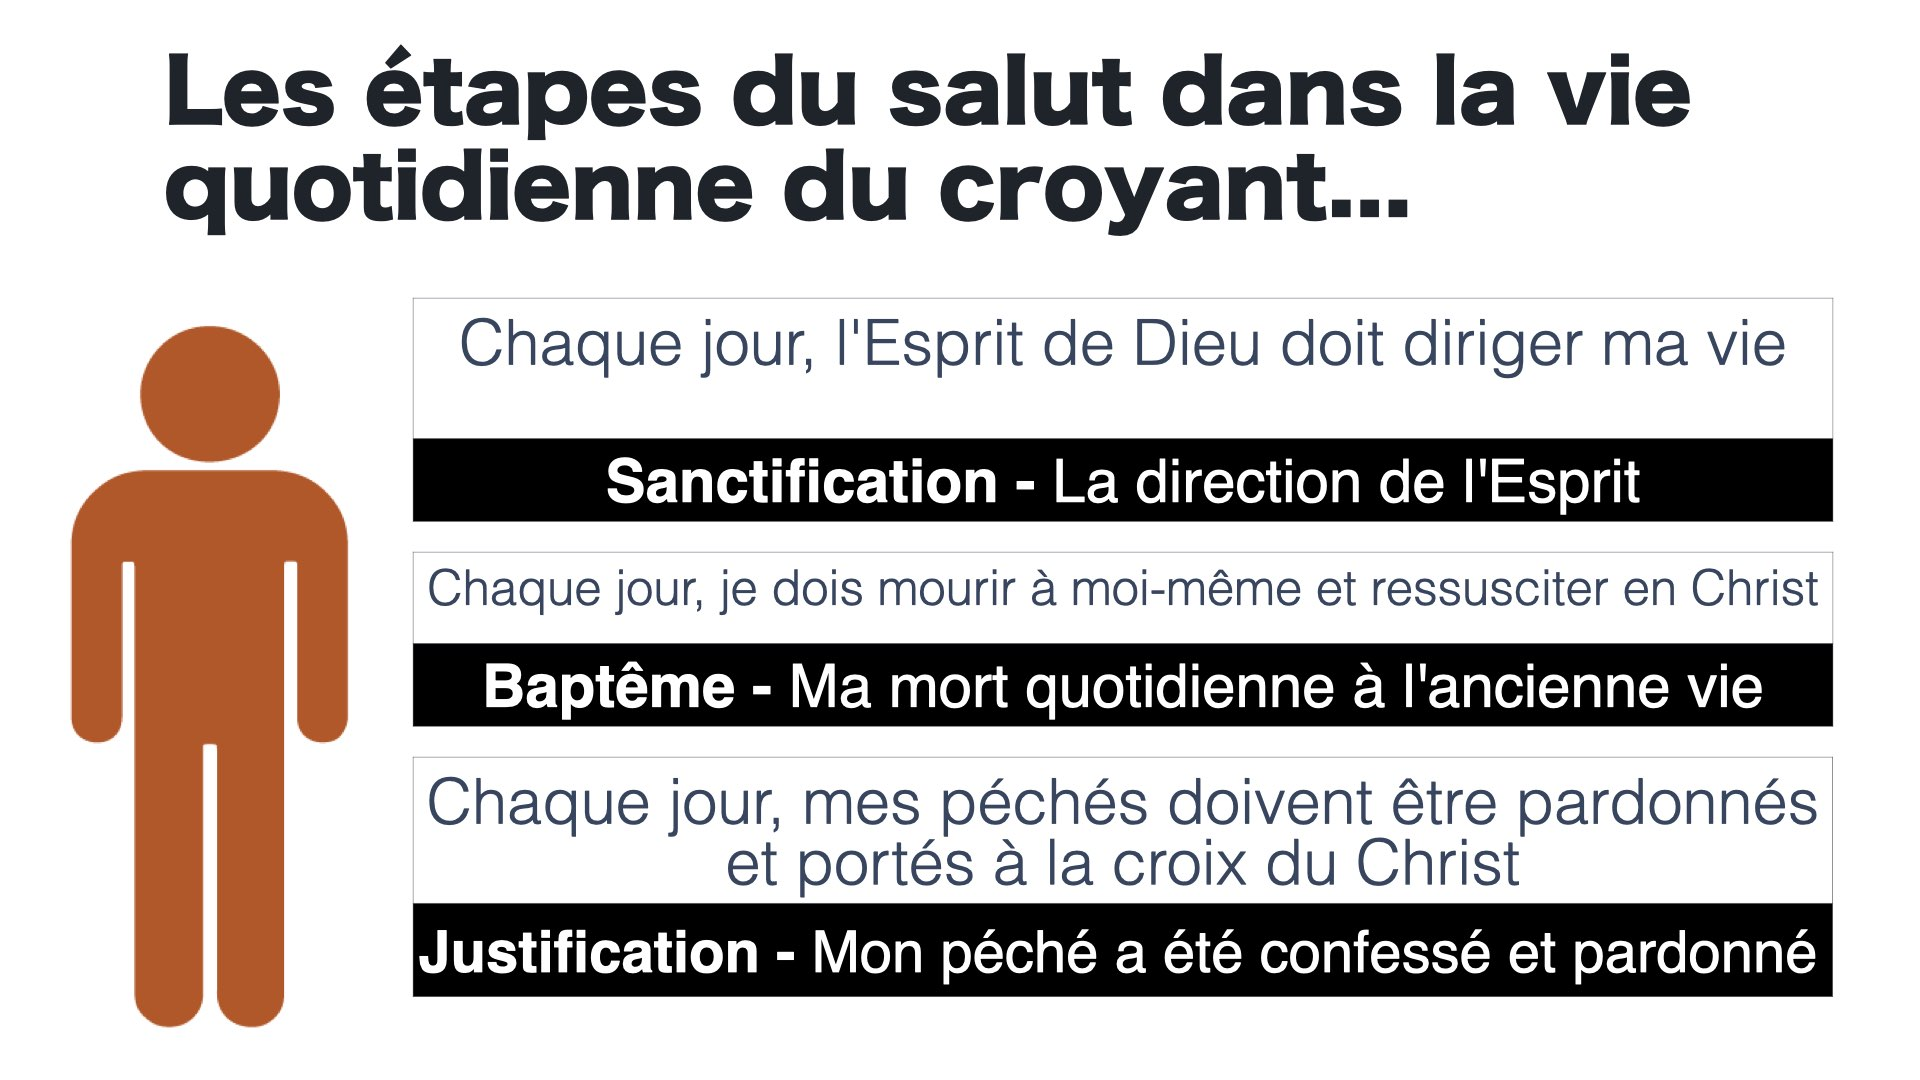 Les étapes du salut dans la vie
quotidienne du croyant...
Chaque jour, l'Esprit de Dieu doit diriger ma vie
Sanctification - La direction de l'Esprit
Chaque jour, je dois mourir à moi-même et ressusciter en Christ
Baptême - Ma mort quotidienne à l'ancienne vie
Chaque jour, mes péchés doivent être pardonnés
et portés à la croix du Christ
Justification - Mon péché a été confessé et pardonné